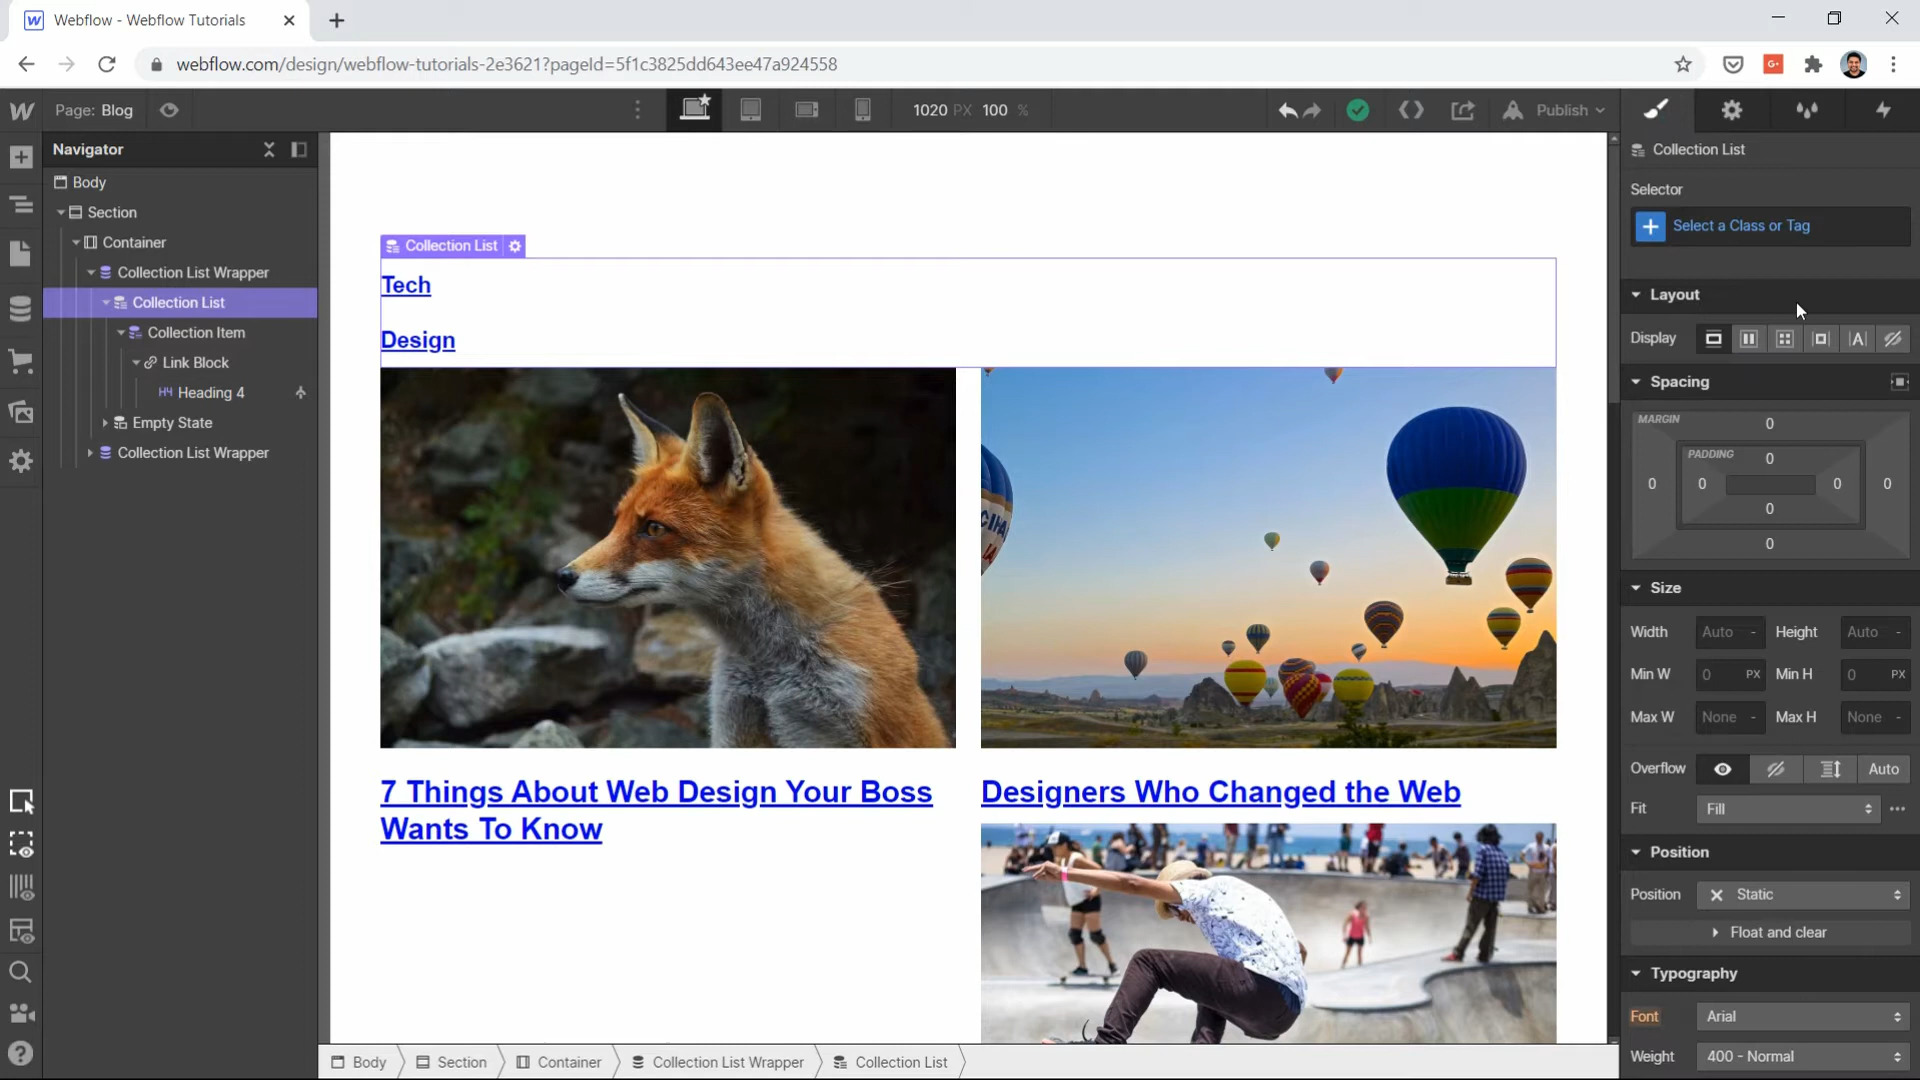 Webflow - Webflow Tutorials
webflow.com/design/webflow-tutorials-2e3621?pageId=5f1c3825dd643ee47a924558
Page: Blog
1020 PX 100 %
Publish
Navigator
Body
Section
Container
Collection List Wrapper
Collection List
Collection Item
Link Block
H4 Heading 4
Empty State
Collection List Wrapper
Collection List
Tech
Design
7 Things About Web Design Your Boss
Wants To Know
Designers Who Changed the Web
Body
Section
Container
Collection List Wrapper
Collection List
Collection List
Selector
Select a Class or Tag
Layout
Display
Spacing
MARGIN
0
PADDING
0
0
0
0
0
0
0
Size
Width Auto - Height Auto -
Min W 0 PX Min H 0 PX
Max W None - Max H None -
Overflow Auto
Fit Fill
Position
Position Static
Float and clear
Typography
Font Arial
Weight 400 - Normal